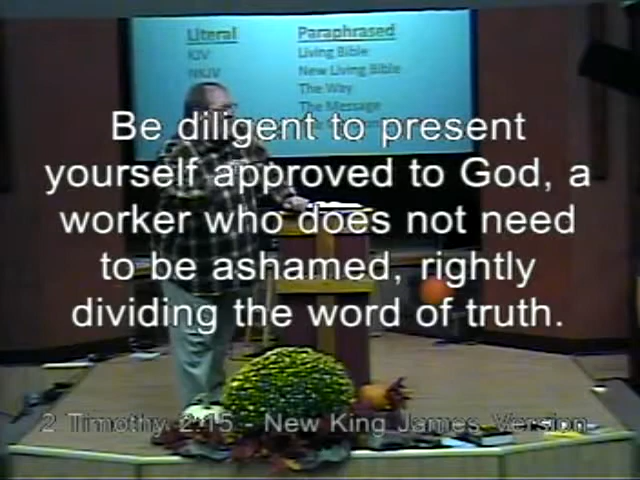 Literal Paraphrased
KJV Living Bible
NKJV New Living Bible
The Way
The Message
Be diligent to present
yourself approved to God, a
worker who does not need
to be ashamed, rightly
dividing the word of truth.
2 Timothy 2:15 - New King James Version